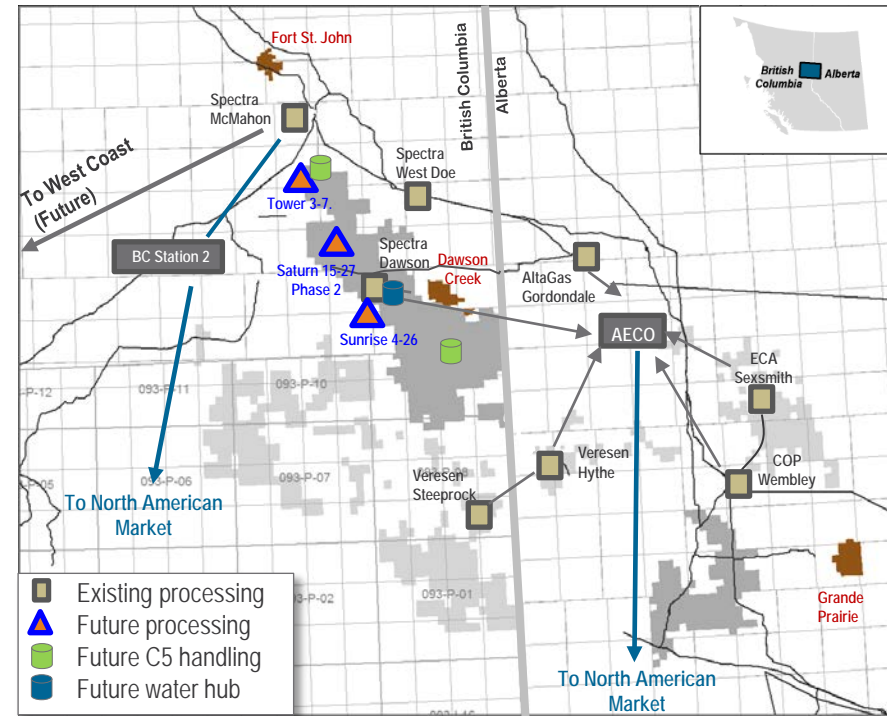 Fort St. John
British Columbia
Alberta
British
Columbia
Alberta
Spectra
McMahon
To West Coast
(Future)
Spectra
West Doe
Tower 3-7.
BC Station 2
Spectra
Dawson
Saturn 15-27
Phase 2
Dawson
Creek
AltaGas
Gordondale
Sunrise 4-26
AECO
ECA
Sexsmith
-P-12
093-P-11
093-P-10
093-P-06
093-P-07
Veresen
Steeprock
Veresen
Hythe
COP
Wembley
To North American
Market
Grande
Prairie
Existing processing
Future processing
Future C5 handling
Future water hub
3-P-02
093-P-01
To North American
Market